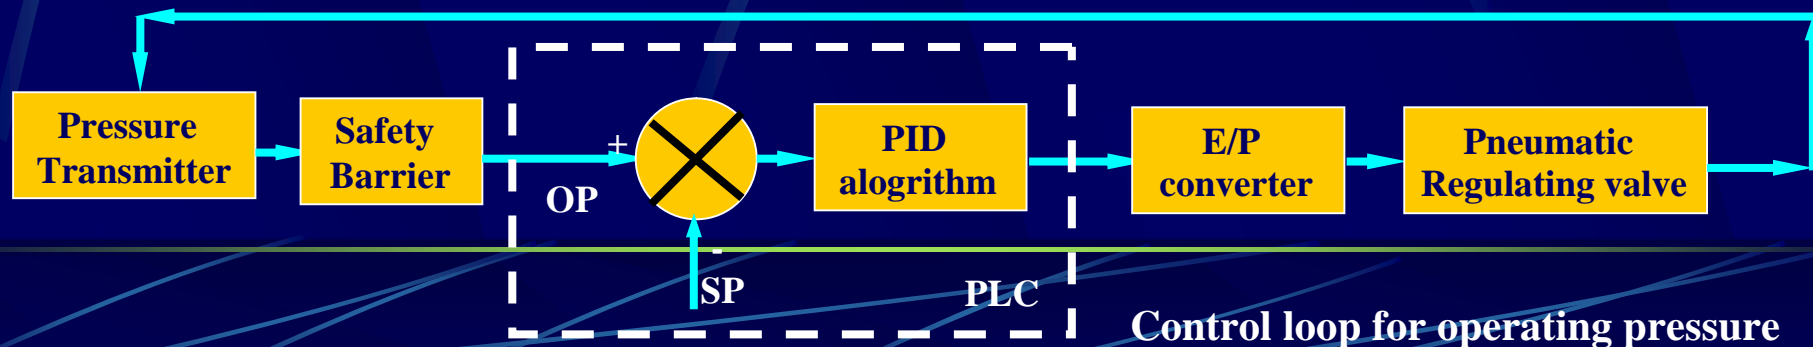 Pressure
Transmitter
Safety
Barrier
+
OP
-
SP
PID
alogrithm
PLC
E/P
converter
Pneumatic
Regulating valve
Control loop for operating pressure